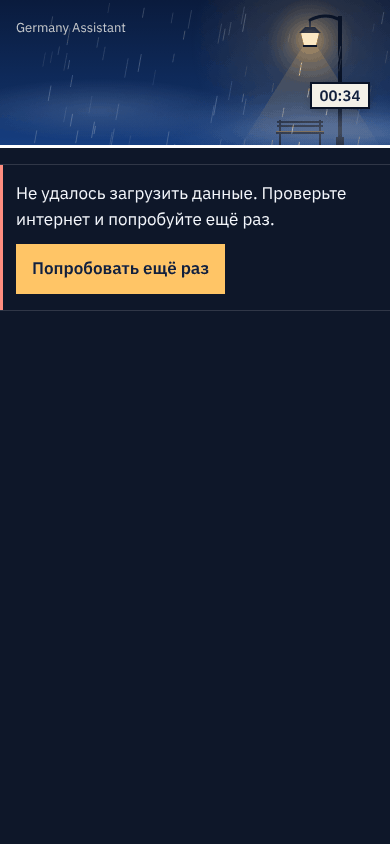 Germany Assistant
00:34
Не удалось загрузить данные. Проверьте
интернет и попробуйте ещё раз.
Попробовать ещё раз